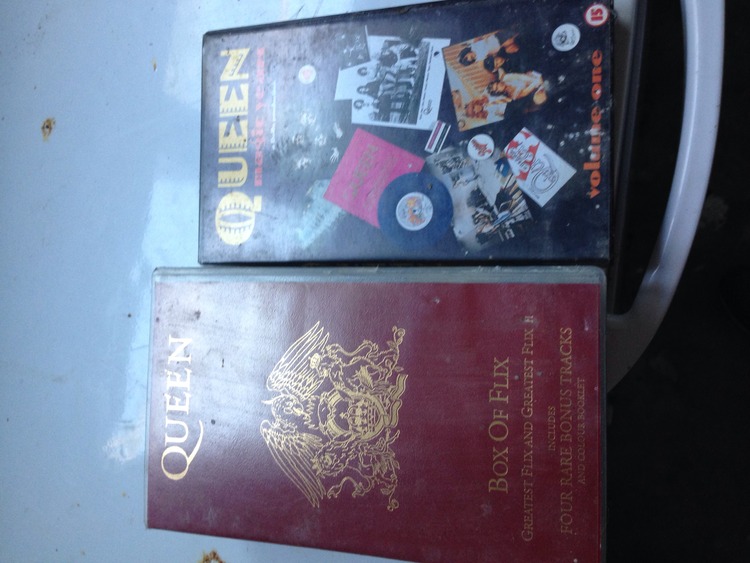 QUEEN
magic years
volume one
15
QUEEN
BOX OF FLIX
GREATEST FLIX AND GREATEST FLIX II
INCLUDES
FOUR RARE BONUS TRACKS
AND COLOUR BOOKLET